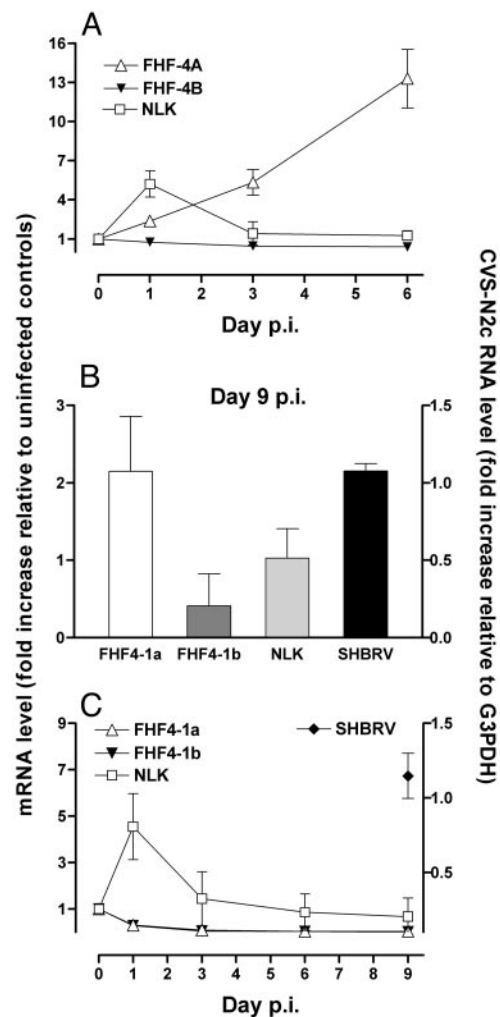 A
16
13
10
7
4
1
FHF-4A
FHF-4B
NLK
0 1 2 3 4 5 6
Day p.i.
B
Day 9 p.i.
3
2
1
0
1.5
1.0
0.5
0.0
FHF4-1a FHF4-1b NLK SHBRV
C
9
7
5
3
1
FHF4-1a
FHF4-1b
NLK
SHBRV
1.5
1.0
0.5
0 1 2 3 4 5 6 7 8 9
Day p.i.
mRNA level (fold increase relative to uninfected controls)
CVS-N2c RNA level (fold increase relative to G3PDH)